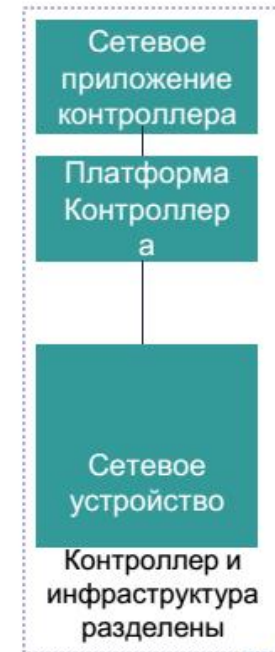 Сетевое
приложение
контроллера
Платформа
Контроллер
а
Сетевое
устройство
Контроллер и
инфраструктура
разделены